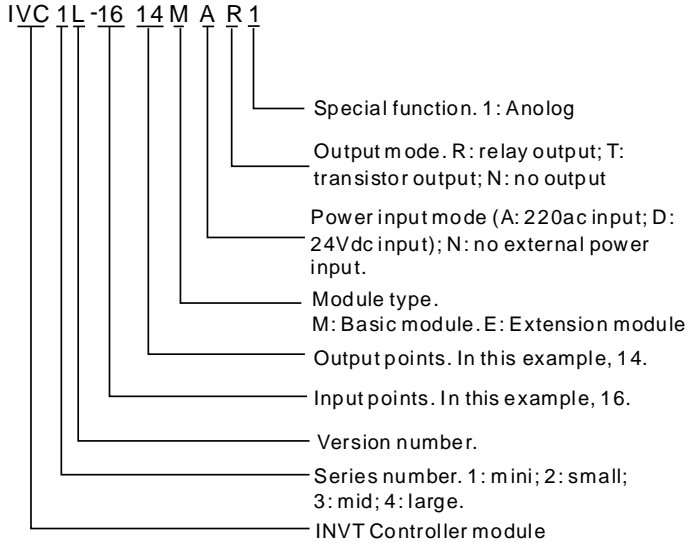 IVC 1 L -16 14 M A R 1
Special function. 1: Anolog
Output mode. R: relay output; T:
transistor output; N: no output
Power input mode (A: 220ac input; D:
24Vdc input); N: no external power
input.
Module type.
M: Basic module. E: Extension module
Output points. In this example, 14.
Input points. In this example, 16.
Version number.
Series number. 1: mini; 2: small;
3: mid; 4: large.
INVT Controller module